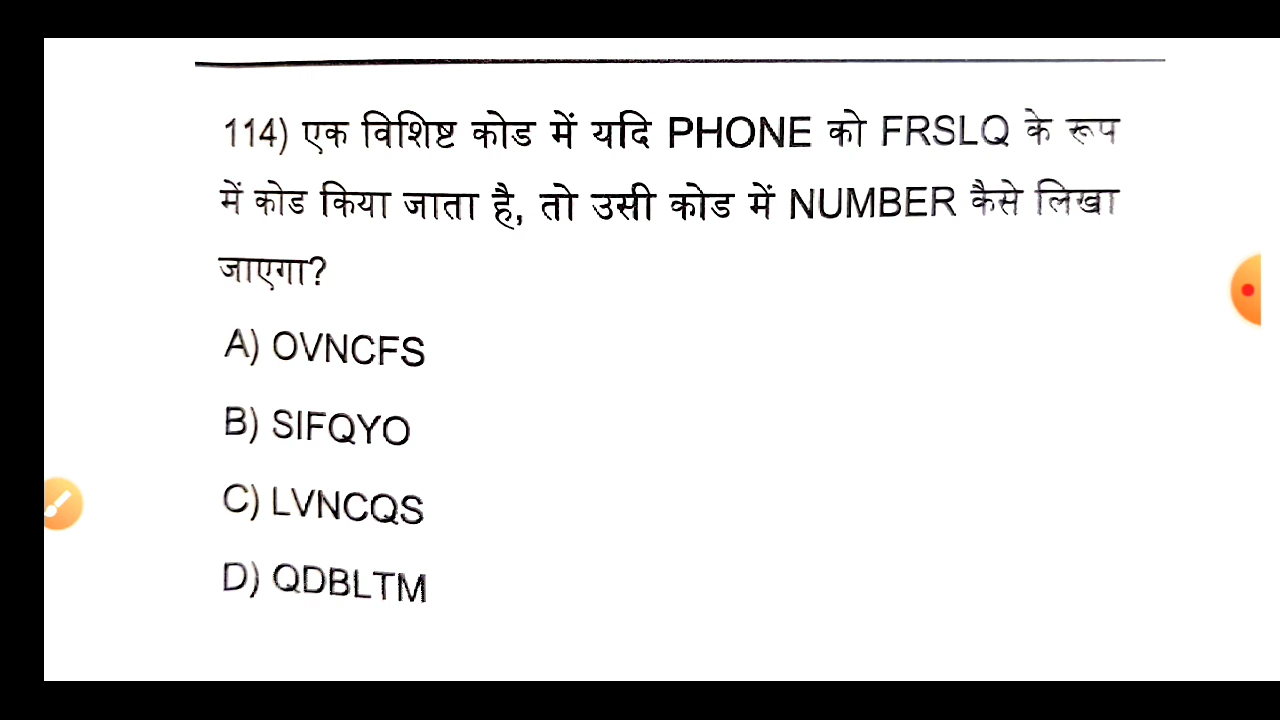 114) एक विशिष्ट कोड में यदि PHONE को FRSLQ के रूप
में कोड किया जाता है, तो उसी कोड में NUMBER कैसे लिखा
जाएगा?
A) OVNCFS
B) SIFQYO
C) LVNCQS
D) QDBLTM